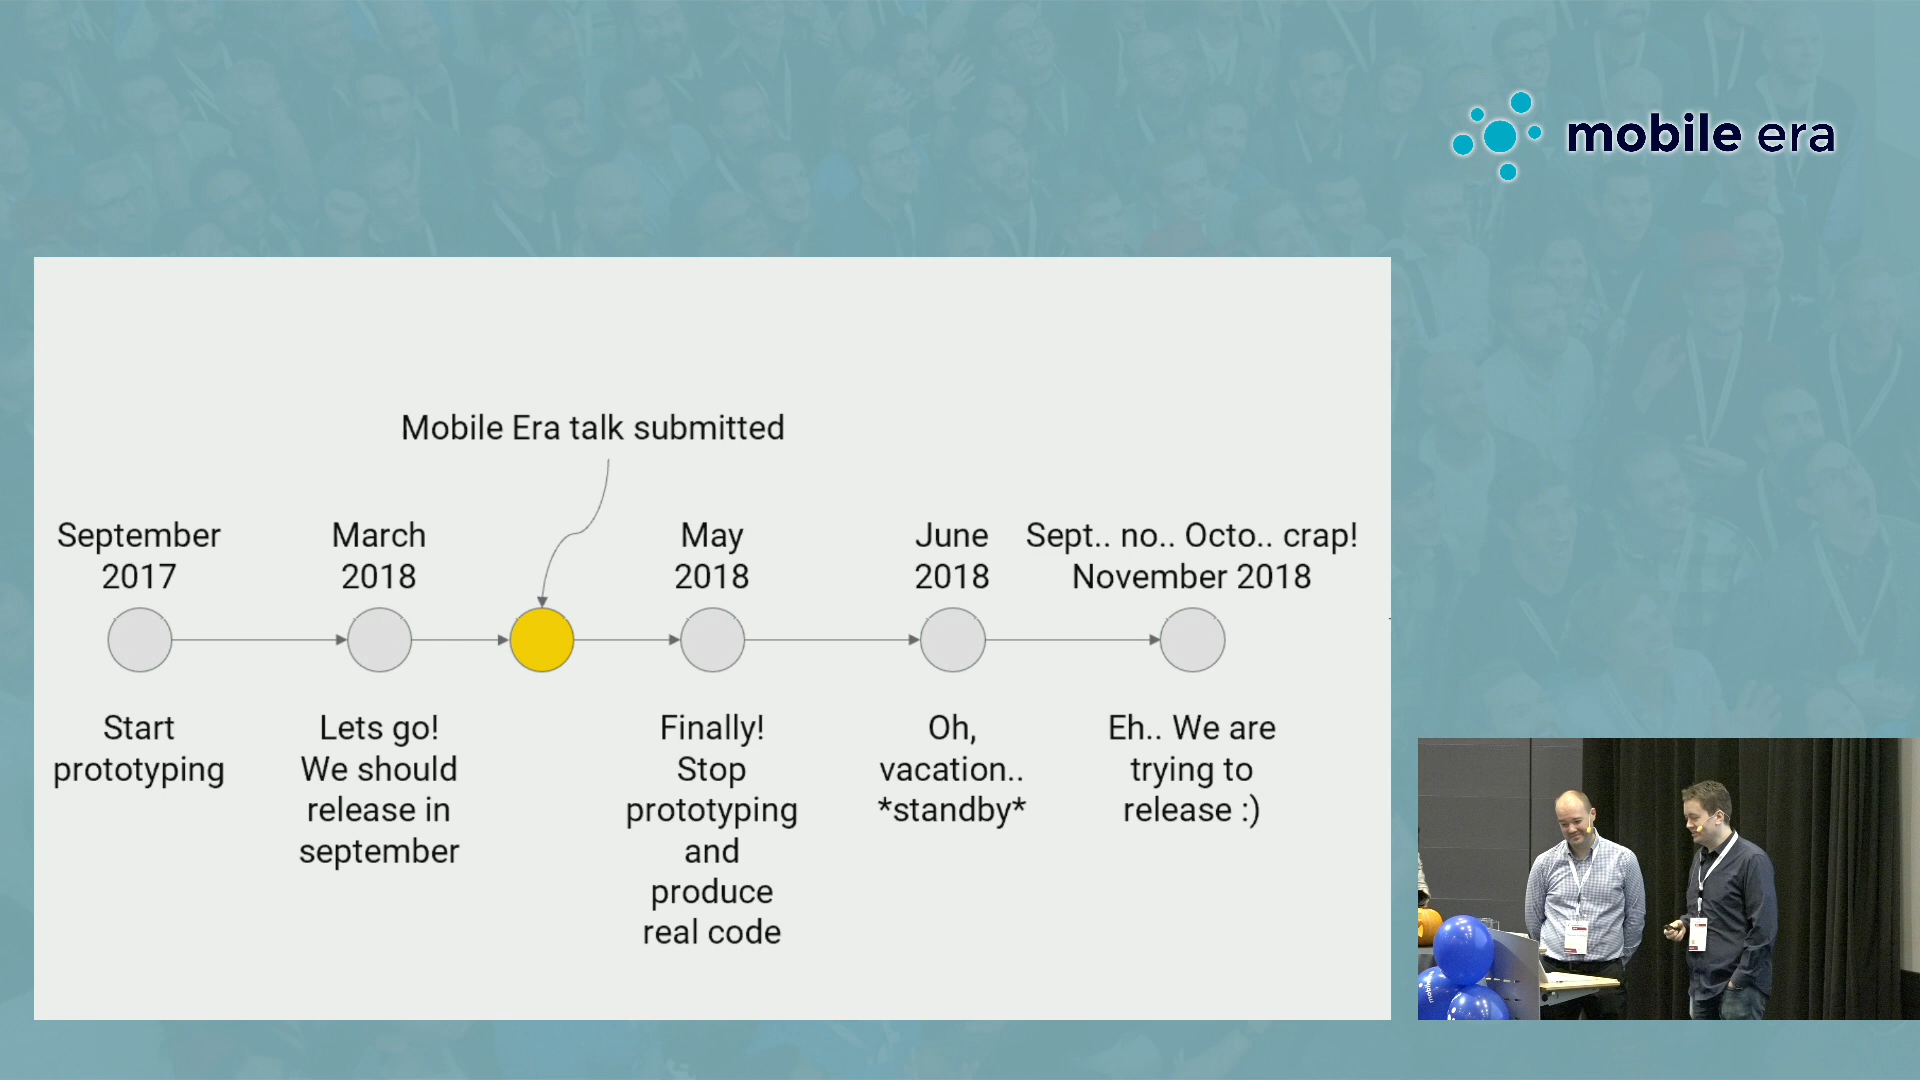 mobile era
Mobile Era talk submitted
September
2017
March
2018
May
2018
June
2018
Sept.. no.. Octo.. crap!
November 2018
Start
prototyping
Lets go!
We should
release in
september
Finally!
Stop
prototyping
and
produce
real code
Oh,
vacation..
*standby*
Eh.. We are
trying to
release :)